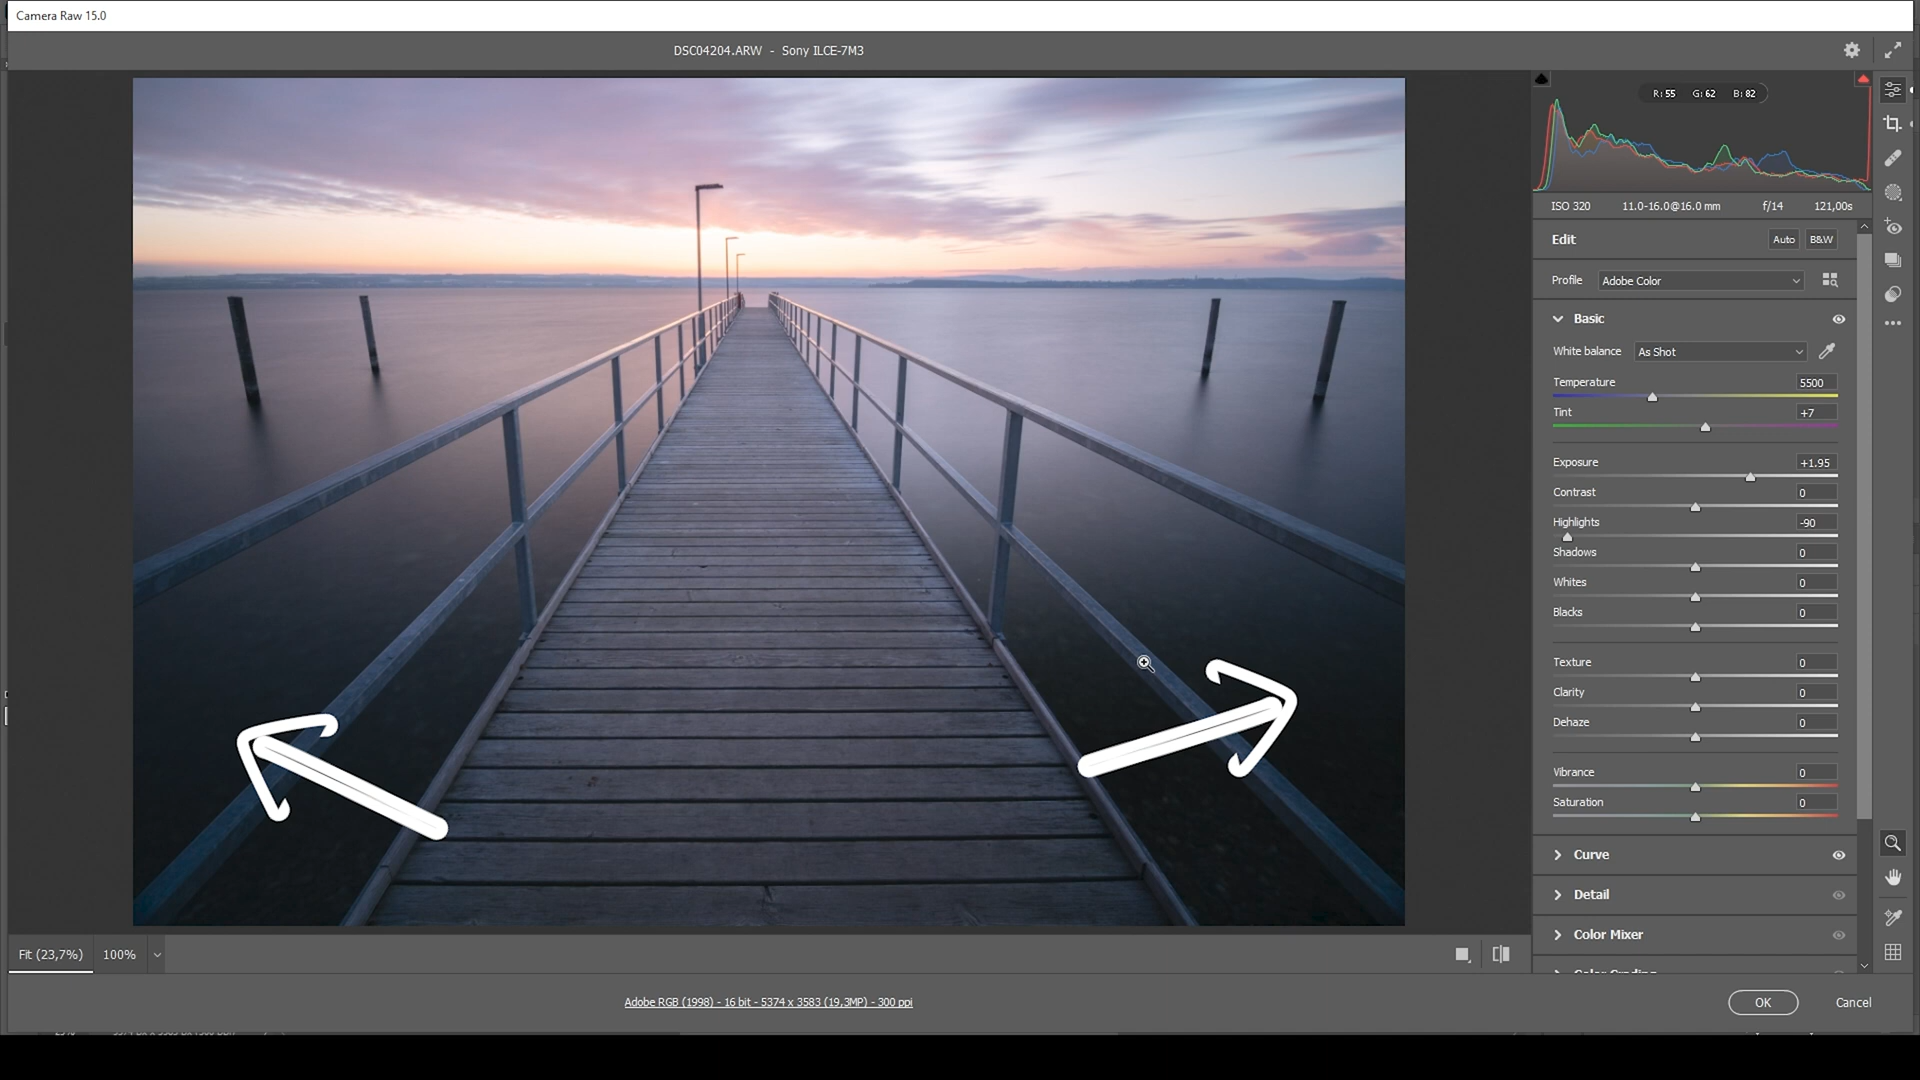 Camera Raw 15.0
DSC04204.ARW - Sony ILCE-7M3
R: 55 G: 62 B: 82
ISO 320 11.0-16.0@16.0 mm f/14 121,00s
Edit Auto B&W
Profile Adobe Color
Basic
White balance As Shot
Temperature 5500
Tint +7
Exposure +1.95
Contrast 0
Highlights -90
Shadows 0
Whites 0
Blacks 0
Texture 0
Clarity 0
Dehaze 0
Vibrance 0
Saturation 0
Curve
Detail
Color Mixer
Color Grading
Fit (23,7%) 100%
Adobe RGB (1998) - 16 bit - 5374 x 3583 (19,3MP) - 300 ppi
OK Cancel